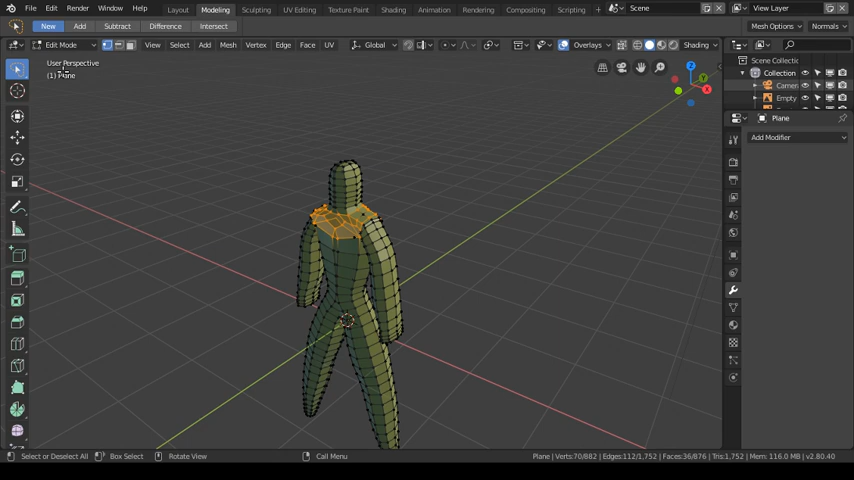 File Edit Render Window Help Layout Modeling Sculpting UV Editing Texture Paint Shading Animation Rendering Compositing Scripting Scene View Layer
New Add Subtract Difference Intersect Mesh Options Normals
Edit Mode View Select Add Mesh Vertex Edge Face UV Global Overlays Shading
User Perspective
(1) Plane
Scene Collectic
Collection
Camer
Empty
Plane
Add Modifier
X
Y
Z
Select or Deselect All Box Select Rotate View Call Menu Plane | Verts:70/882 | Edges:112/1,752 | Faces:36/876 | Tris:1,752 | Mem: 116.0 MB | v2.80.40